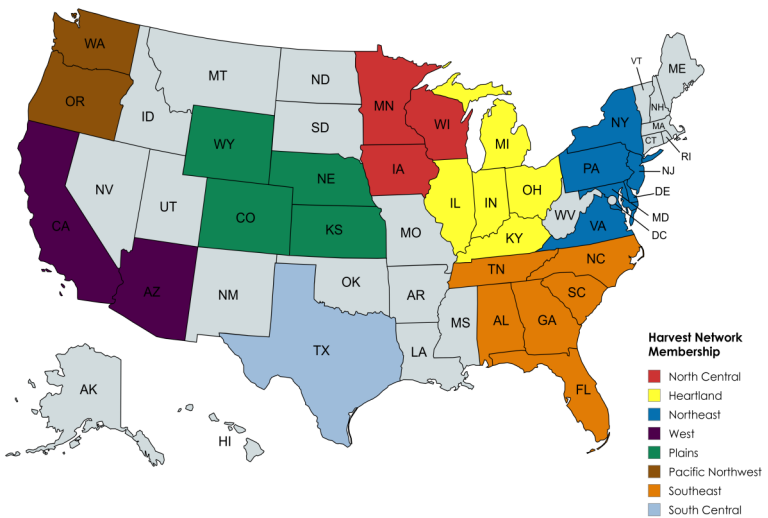 WA
OR
CA
NV
ID
MT
WY
UT
AZ
CO
NM
ND
SD
NE
KS
OK
TX
MN
IA
MO
AR
LA
WI
IL
MI
IN
OH
KY
TN
MS
AL
GA
FL
SC
NC
VA
WV
PA
NY
VT
NH
ME
MA
CT
RI
NJ
DE
MD
DC
AK
HI
Harvest Network
Membership
North Central
Heartland
Northeast
West
Plains
Pacific Northwest
Southeast
South Central